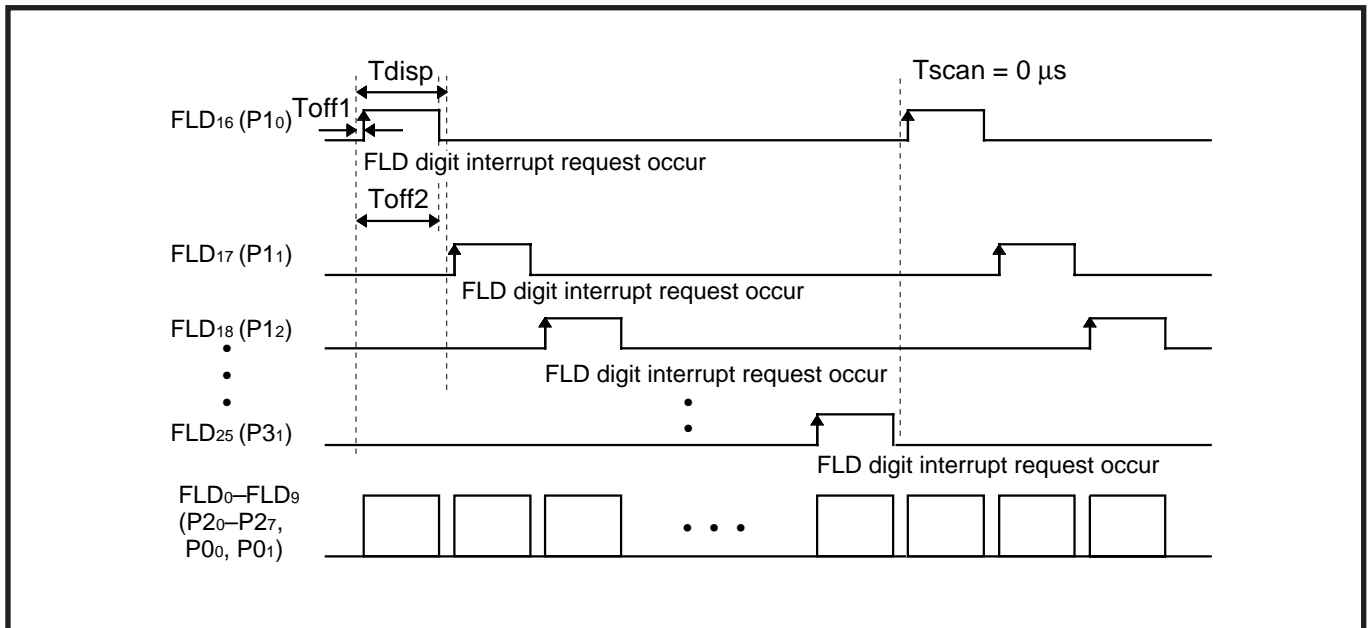 Tdisp
Tscan = 0 μs
Toff1
FLD16 (P10)
FLD digit interrupt request occur
Toff2
FLD17 (P11)
FLD digit interrupt request occur
FLD18 (P12)
FLD digit interrupt request occur
FLD25 (P31)
FLD digit interrupt request occur
FLD0–FLD9
(P20–P27,
P00, P01)